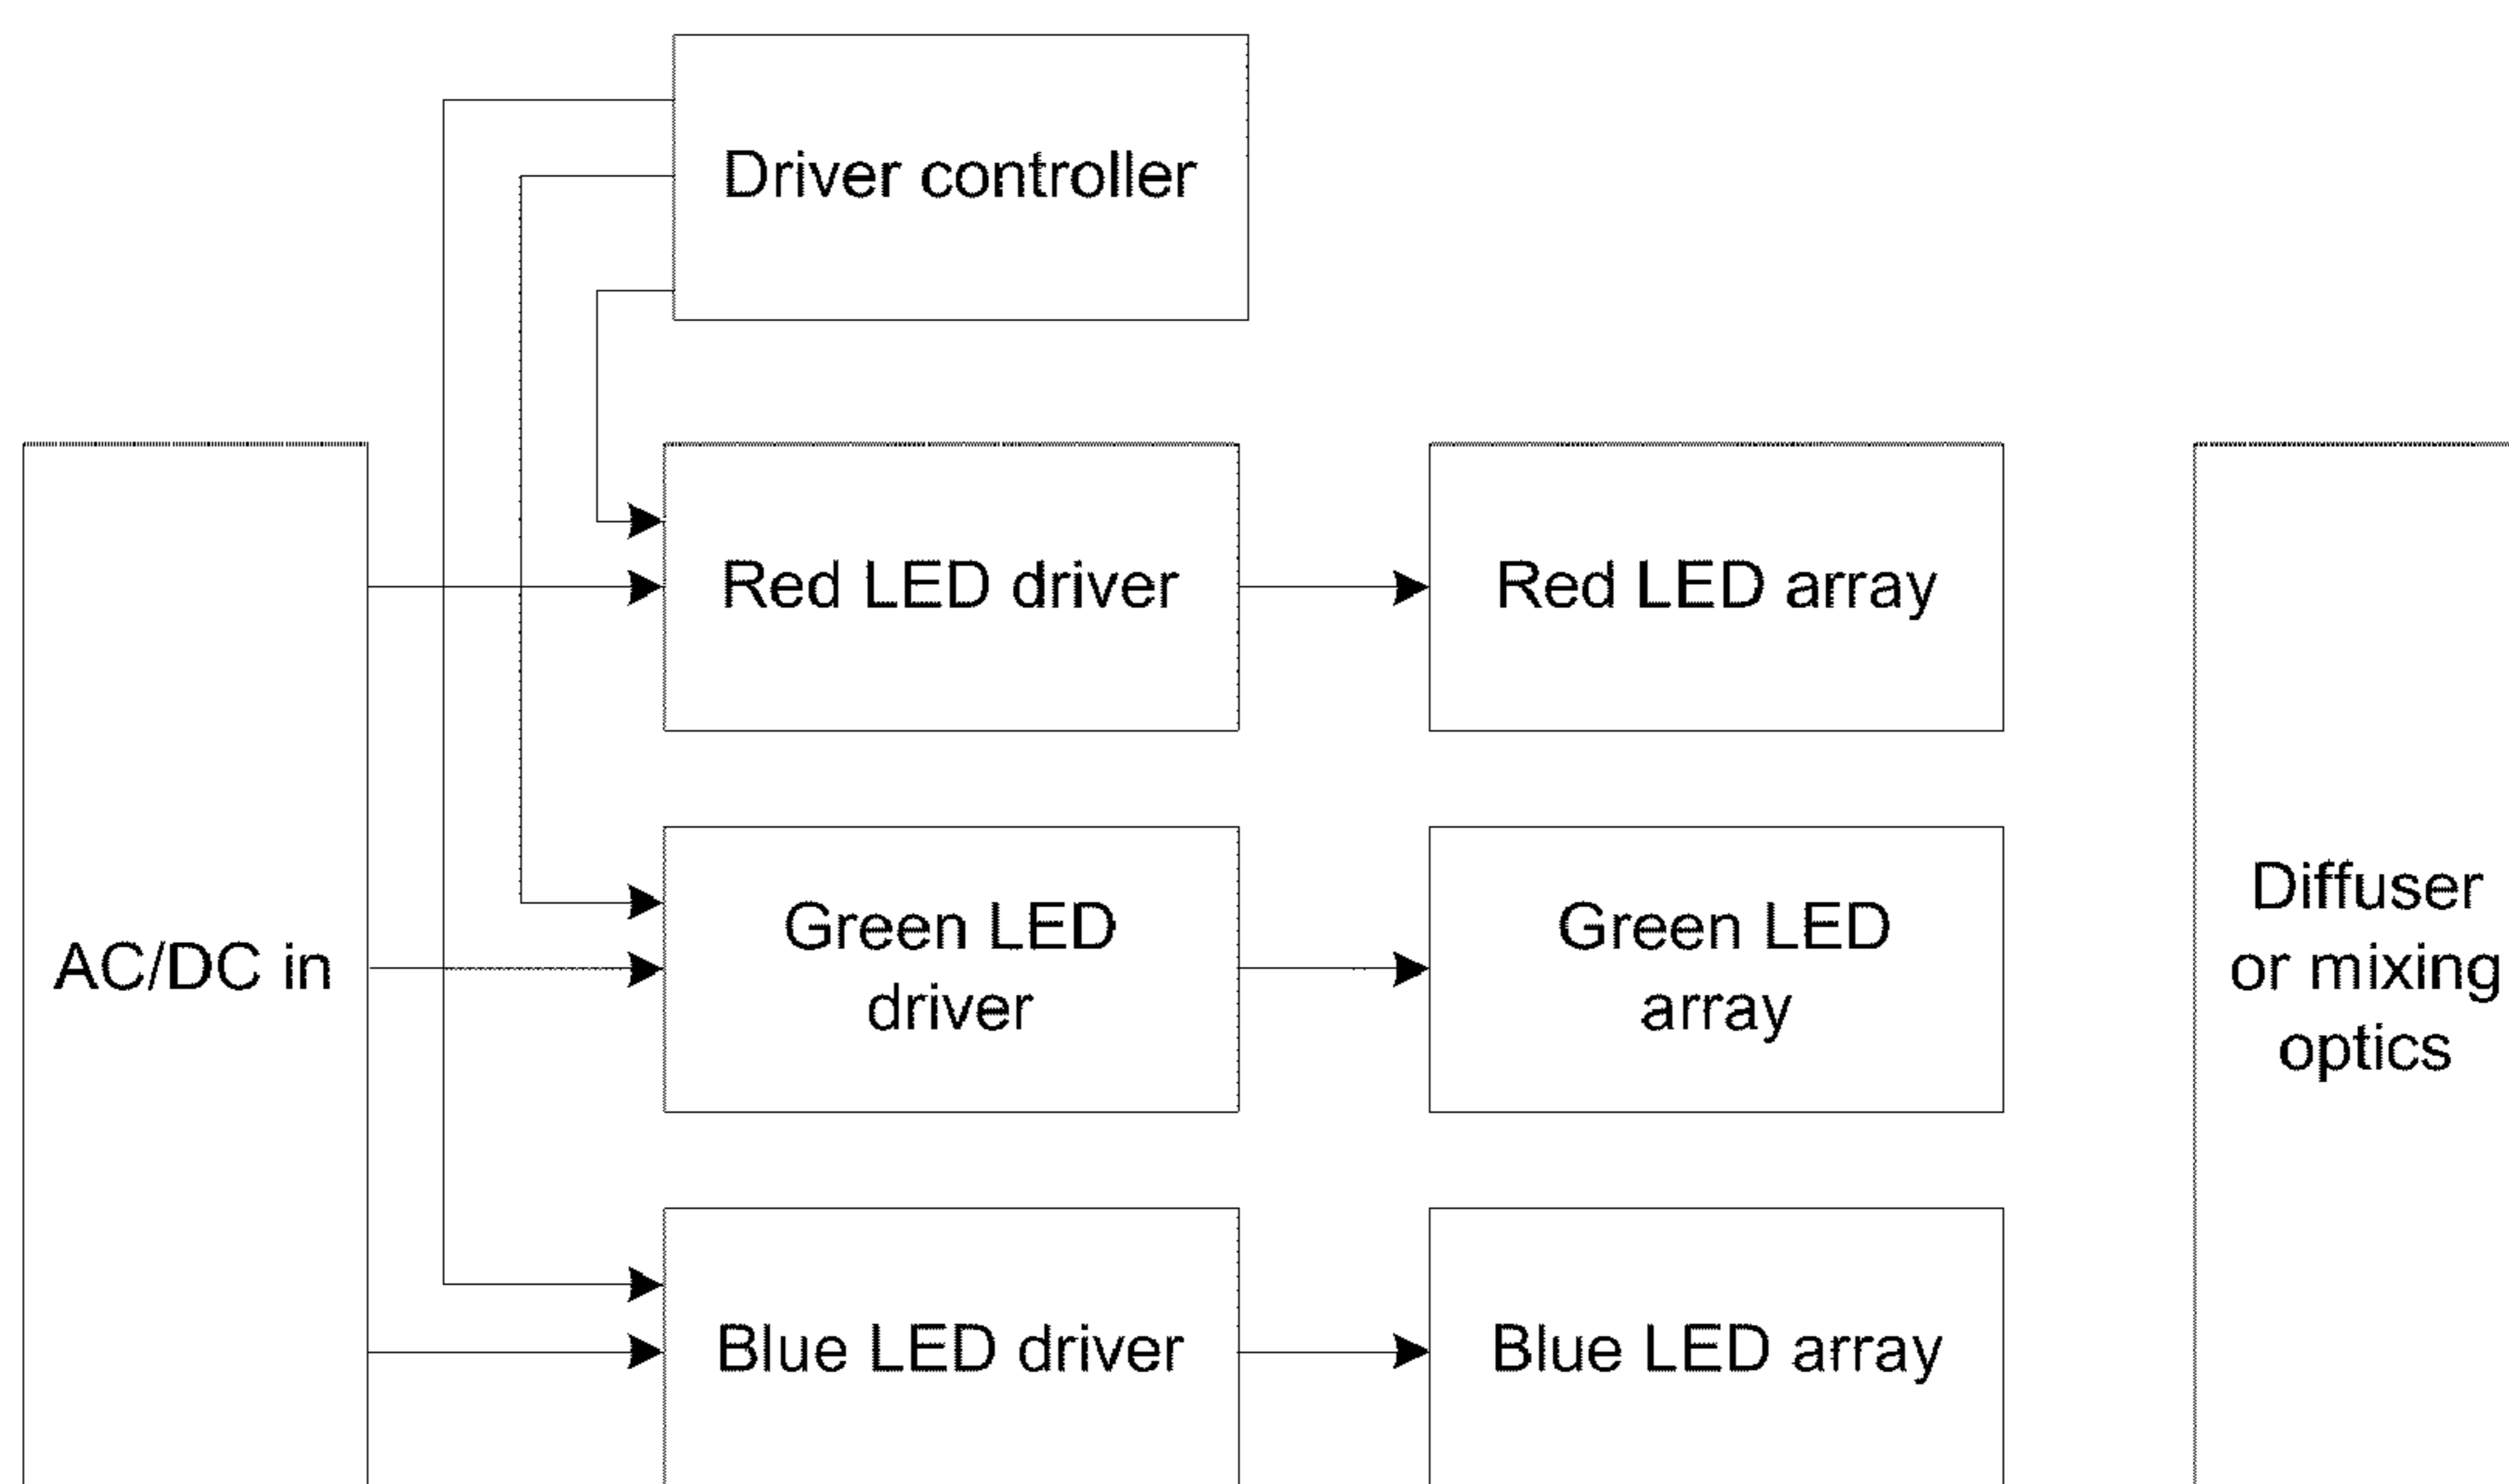 Driver controller
Red LED driver
Red LED array
AC/DC in
Green LED
driver
Green LED
array
Diffuser
or mixing
optics
Blue LED driver
Blue LED array